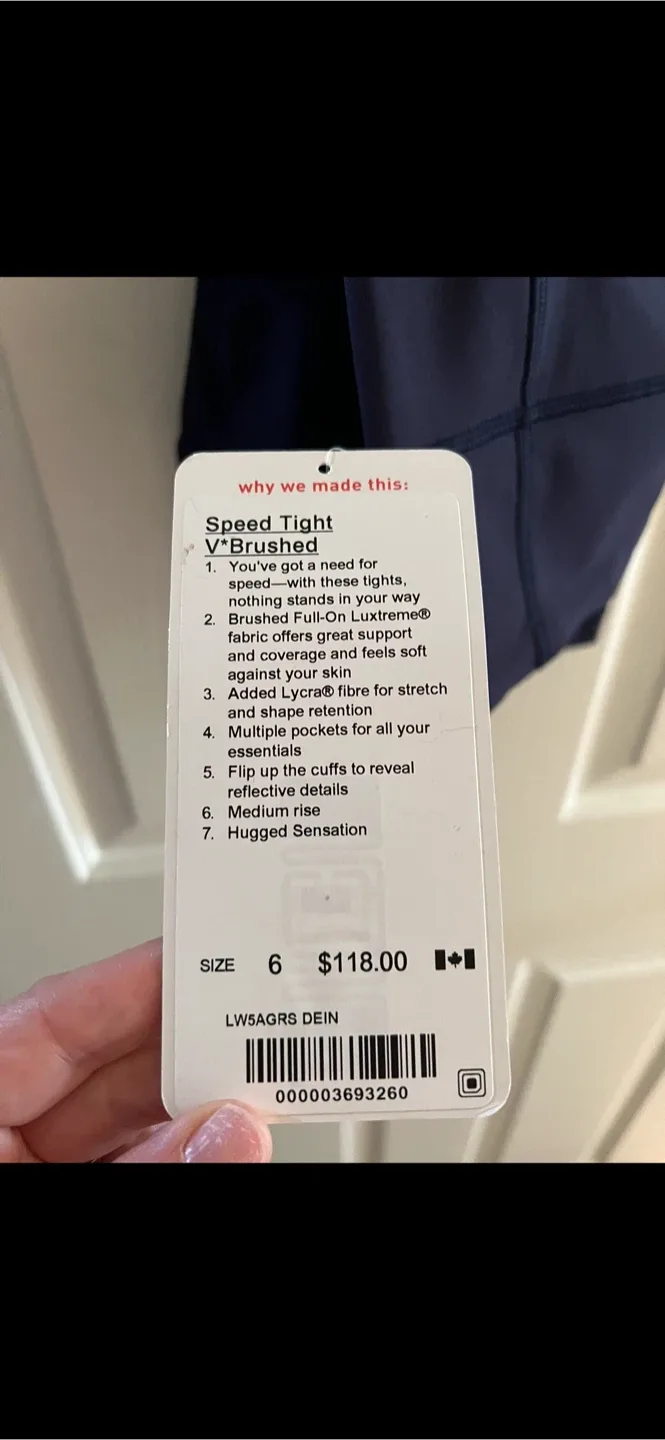 why we made this:
Speed Tight
V*Brushed
1. You've got a need for
speed—with these tights,
nothing stands in your way
2. Brushed Full-On Luxtreme®
fabric offers great support
and coverage and feels soft
against your skin
3. Added Lycra® fibre for stretch
and shape retention
4. Multiple pockets for all your
essentials
5. Flip up the cuffs to reveal
reflective details
6. Medium rise
7. Hugged Sensation
SIZE 6 $118.00
LW5AGRS DEIN
000003693260